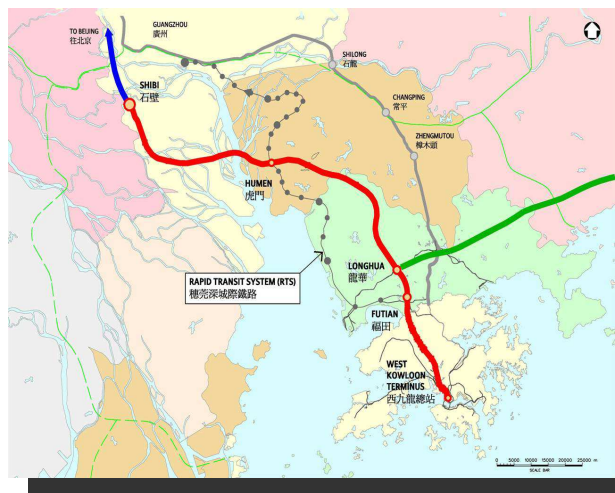 TO BEIJING
往北京
GUANGZHOU
廣州
SHILONG
石龍
SHIBI
石壁
CHANGPING
常平
ZHENGMUTOU
樟木頭
HUMEN
虎門
LONGHUA
龍華
RAPID TRANSIT SYSTEM (RTS)
穗莞深城際鐵路
FUTIAN
福田
WEST
KOWLOON
TERMINUS
西九龍總站
0 5000 10000 15000 20000 25000 m
SCALE BAR